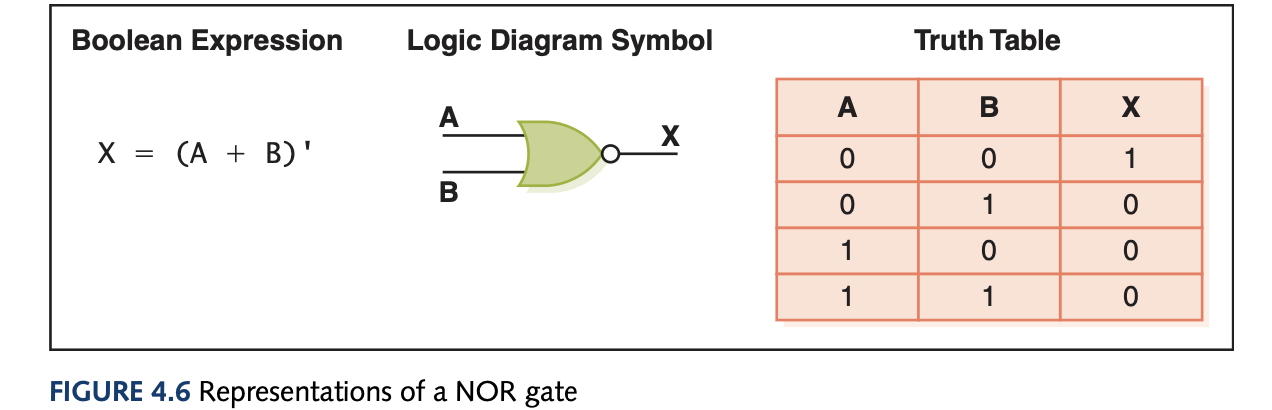 Boolean Expression
Logic Diagram Symbol
Truth Table
X = (A + B)'
A
B
X
A B X
0 0 1
0 1 0
1 0 0
1 1 0
FIGURE 4.6 Representations of a NOR gate